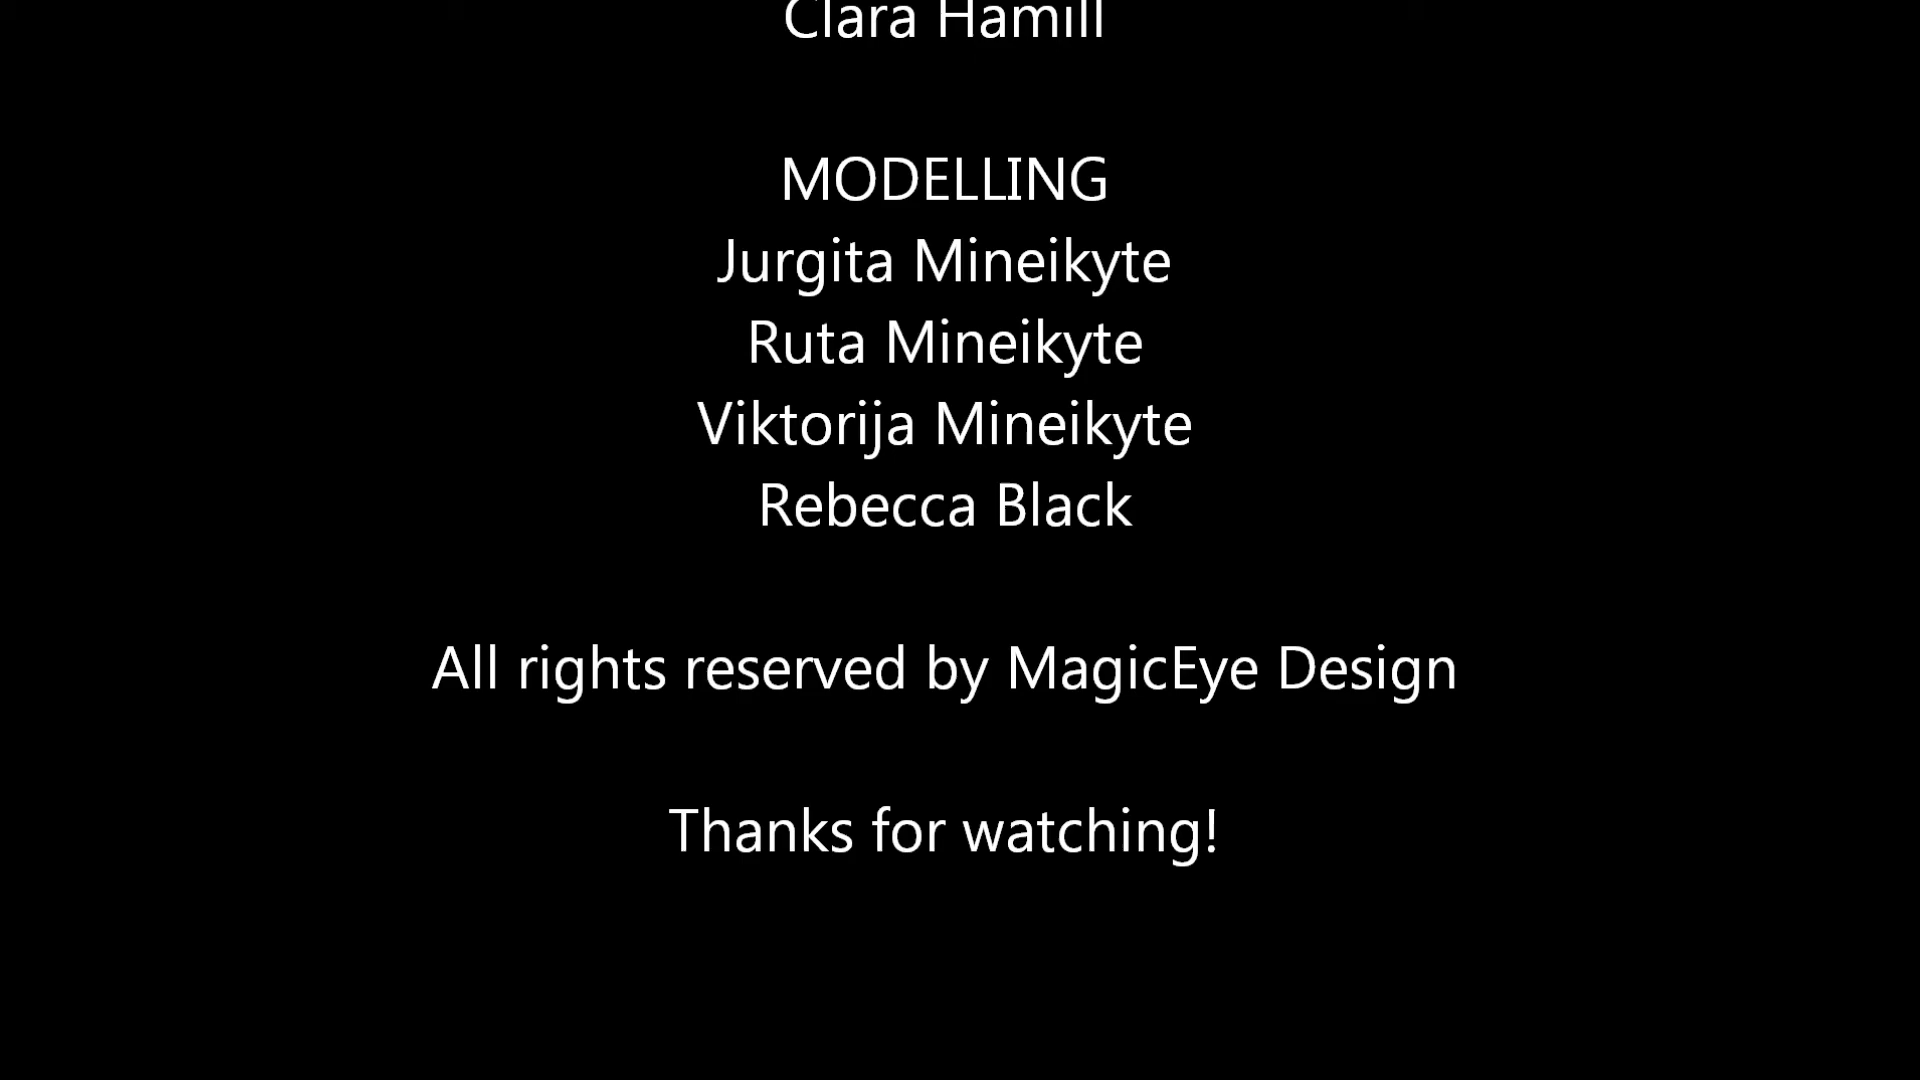 Clara Hamill
MODELLING
Jurgita Mineikyte
Ruta Mineikyte
Viktorija Mineikyte
Rebecca Black
All rights reserved by MagicEye Design
Thanks for watching!